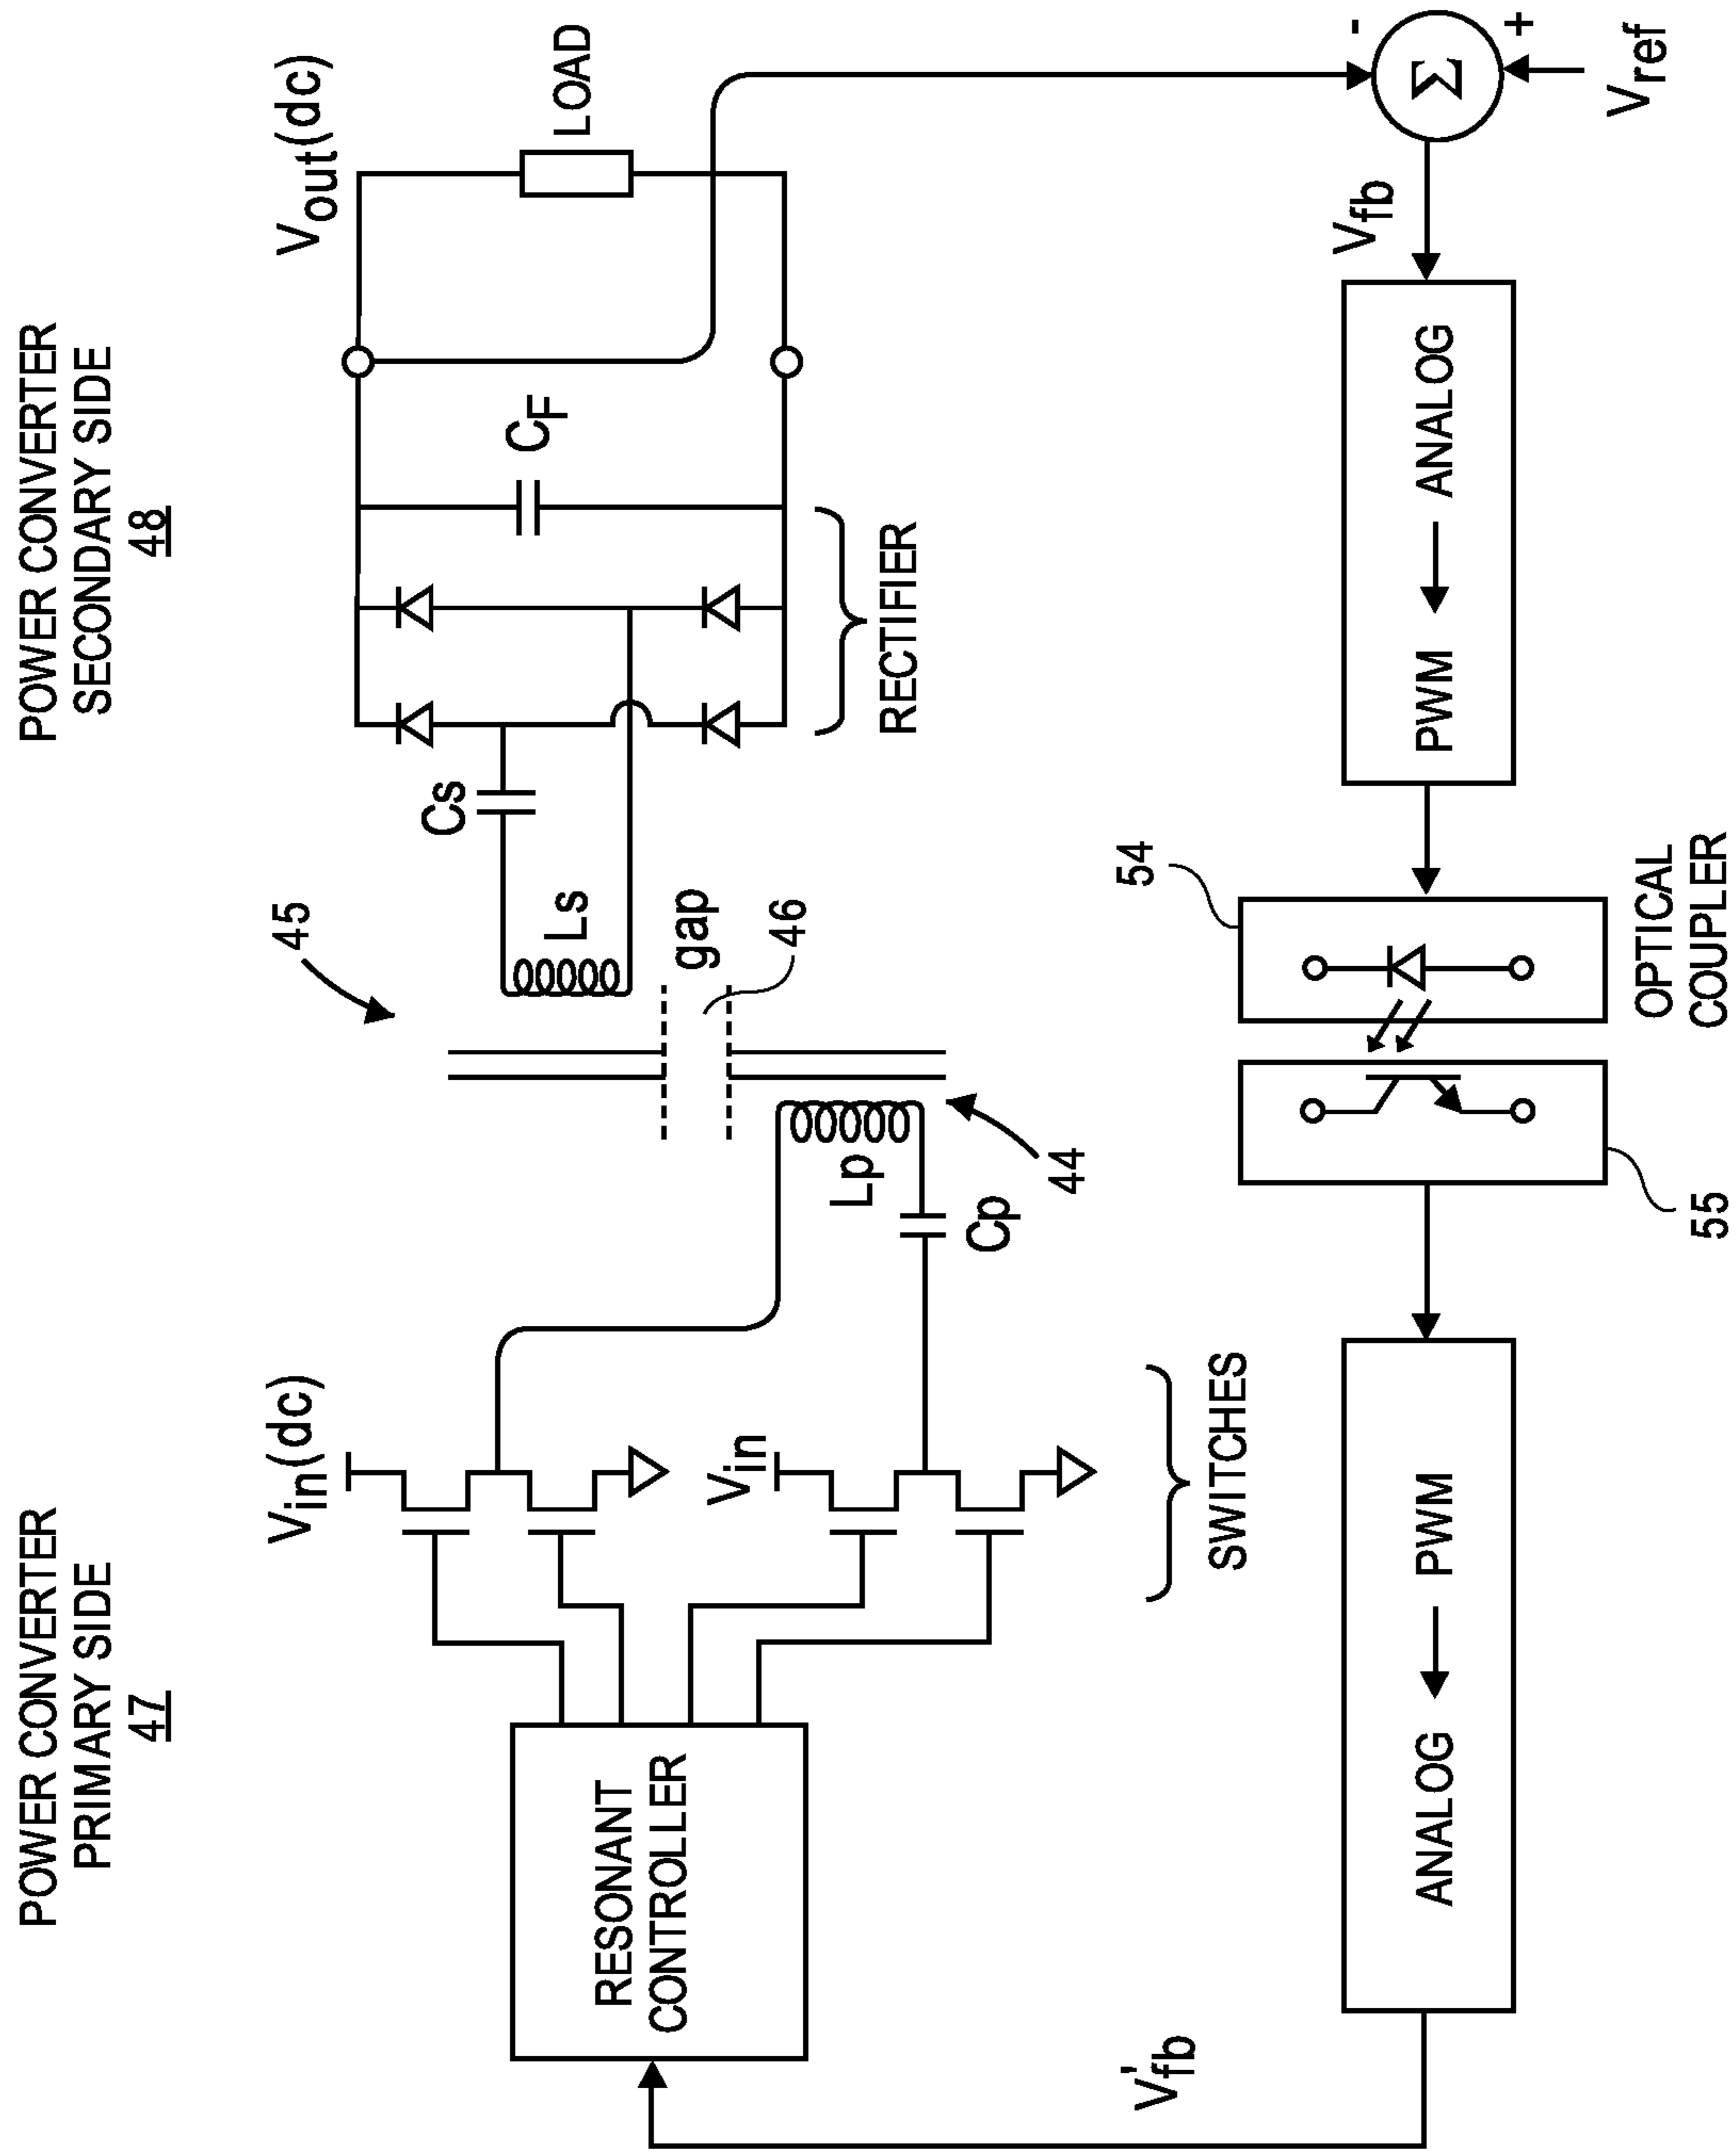 POWER CONVERTER
PRIMARY SIDE
47
POWER CONVERTER
SECONDARY SIDE
48
Vin(dc)
Vin
RESONANT
CONTROLLER
SWITCHES
Lp
Cp
44
45
gap
46
Ls
Cs
RECTIFIER
CF
Vout(dc)
LOAD
V'fb
ANALOG
PWM
55
54
OPTICAL
COUPLER
PWM
ANALOG
Vfb
Σ
-
+
Vref